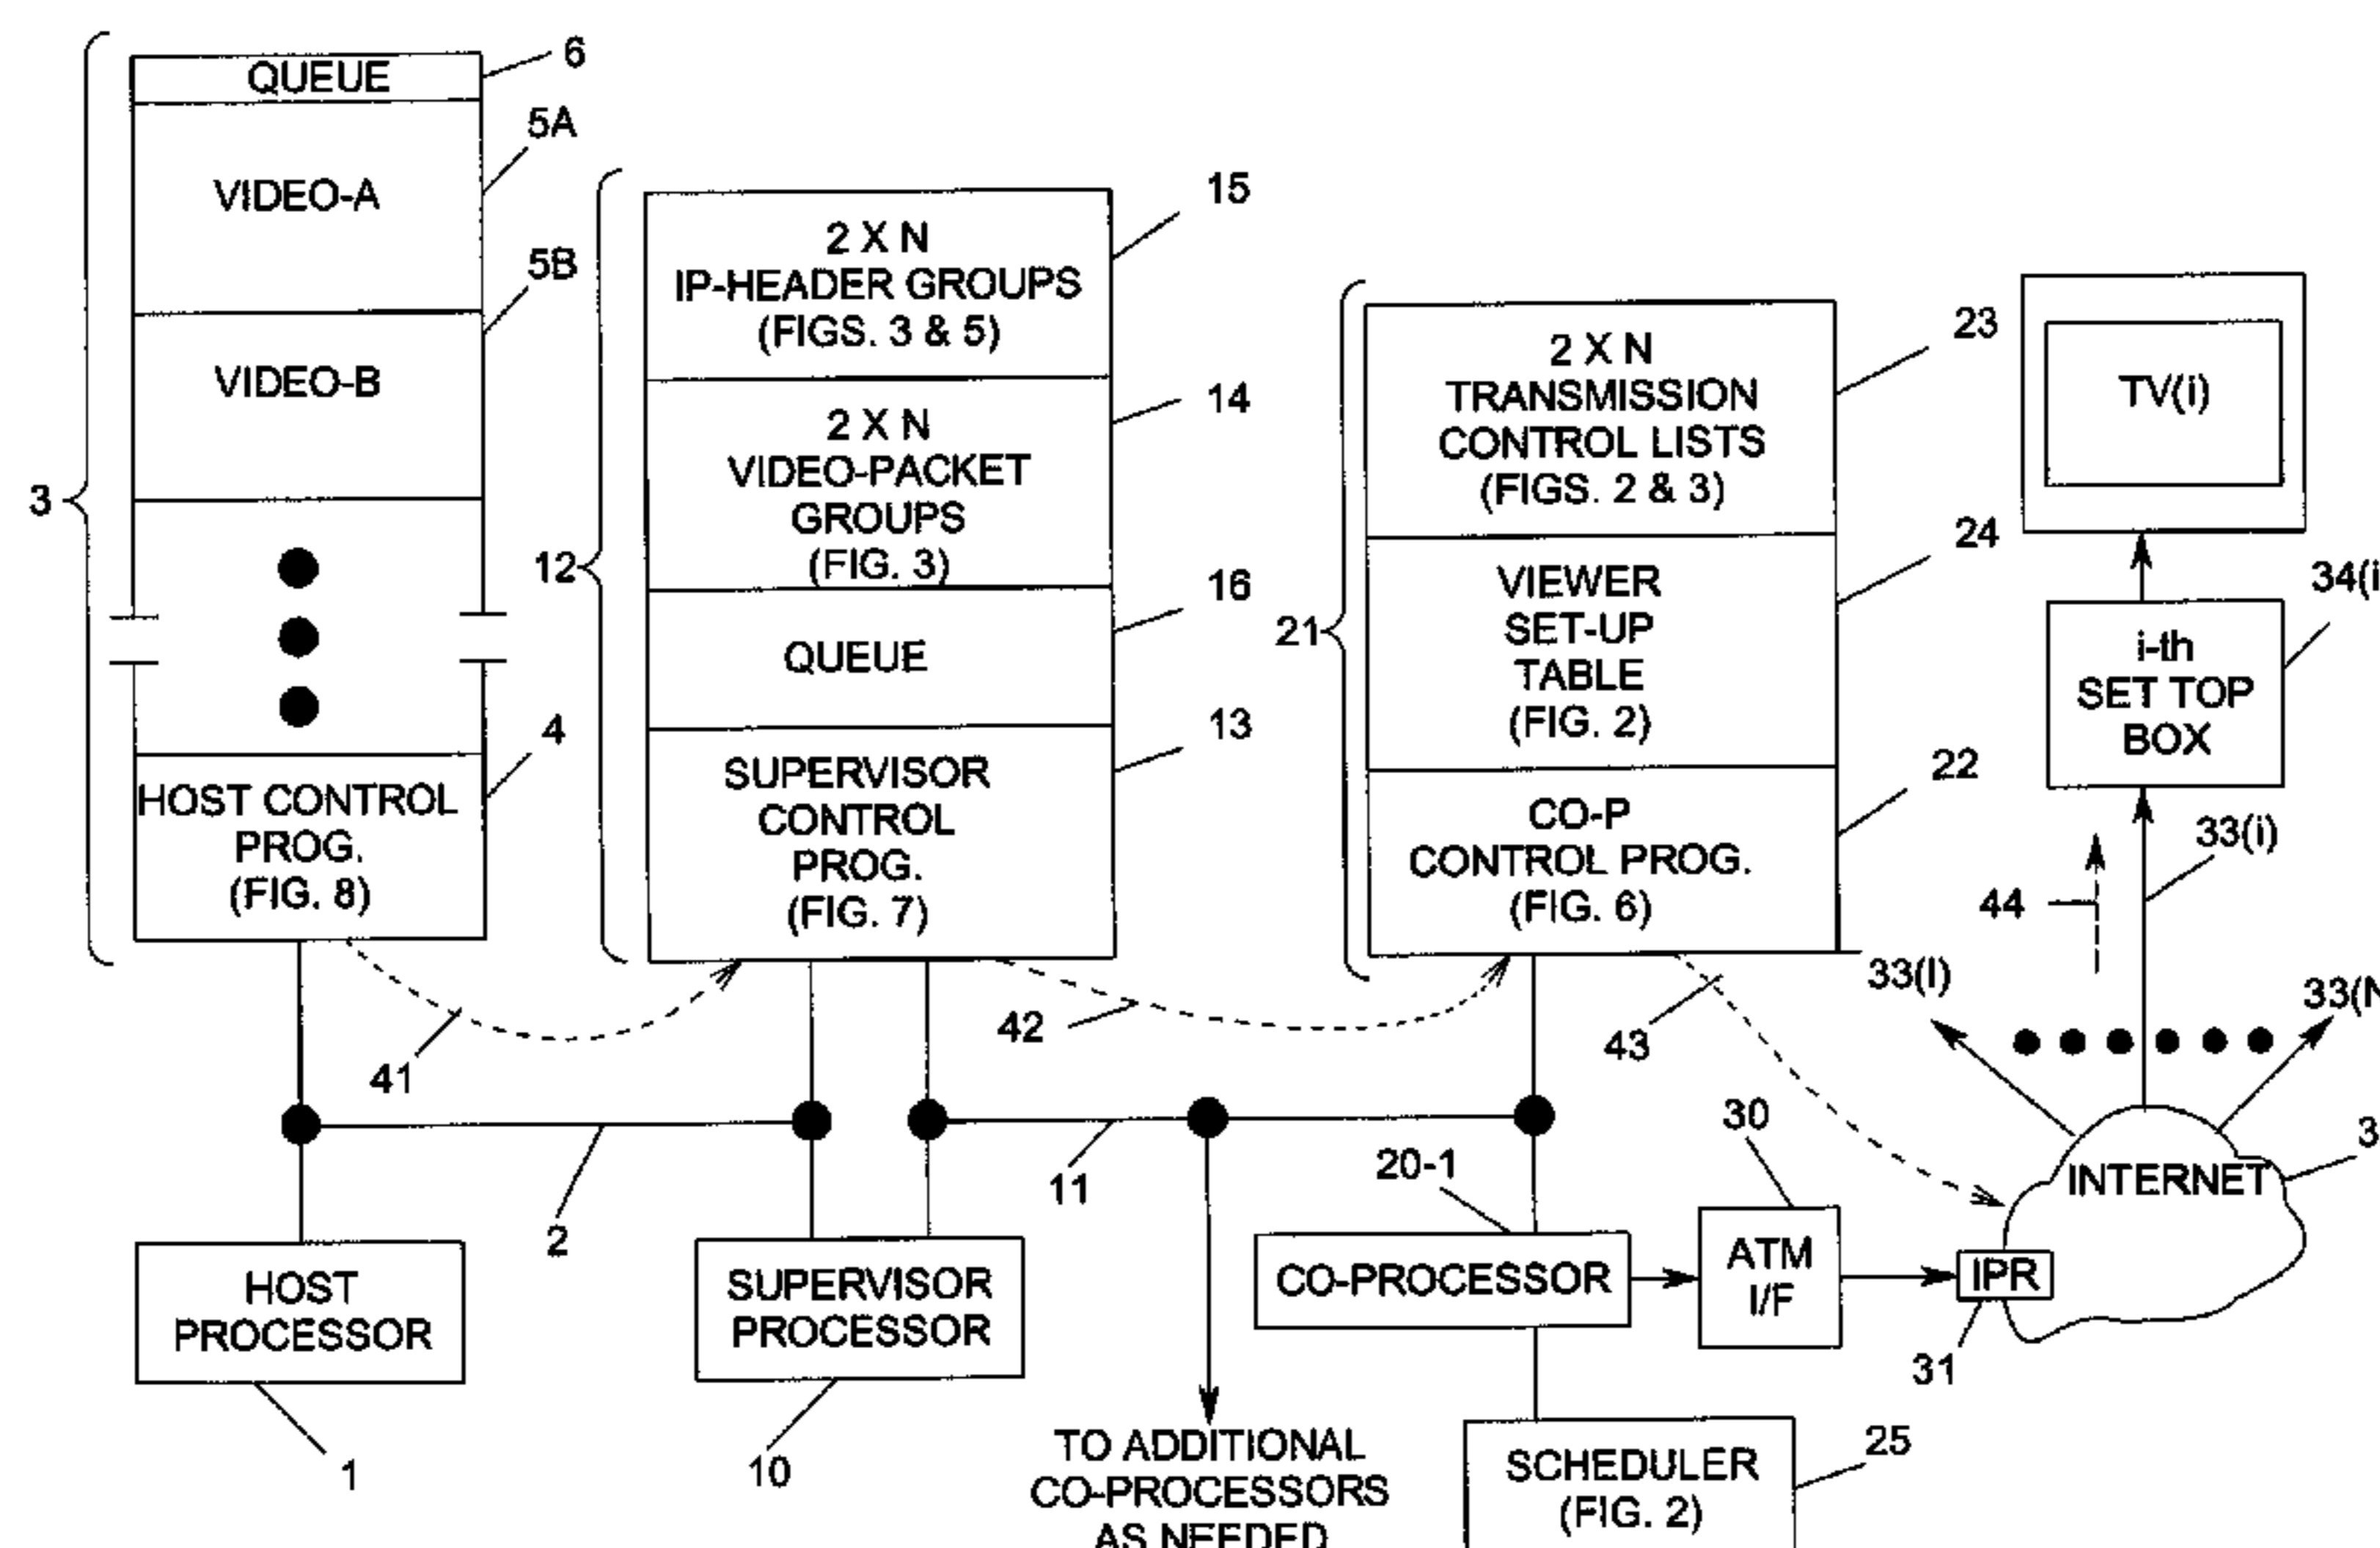 3
QUEUE
6
VIDEO-A
5A
VIDEO-B
5B
HOST CONTROL
PROG.
(FIG. 8)
4
12
2 X N
IP-HEADER GROUPS
(FIGS. 3 & 5)
15
2 X N
VIDEO-PACKET
GROUPS
(FIG. 3)
14
QUEUE
16
SUPERVISOR
CONTROL
PROG.
(FIG. 7)
13
21
2 X N
TRANSMISSION
CONTROL LISTS
(FIGS. 2 & 3)
23
VIEWER
SET-UP
TABLE
(FIG. 2)
24
CO-P
CONTROL PROG.
(FIG. 6)
22
TV(i)
i-th
SET TOP
BOX
34(i
33(i)
44
33(I)
33(N
41
42
43
2
11
HOST
PROCESSOR
1
SUPERVISOR
PROCESSOR
10
TO ADDITIONAL
CO-PROCESSORS
AS NEEDED
20-1
CO-PROCESSOR
30
ATM
I/F
INTERNET
3
IPR
31
SCHEDULER
(FIG. 2)
25